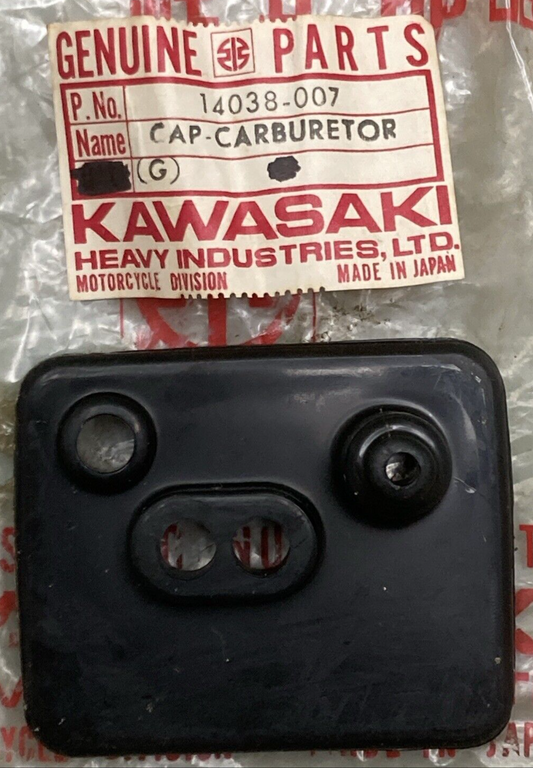 GENUINE PARTS
P.No. 14038-007
Name CAP-CARBURETOR
(G)
KAWASAKI
HEAVY INDUSTRIES, LTD.
MOTORCYCLE DIVISION MADE IN JAPAN